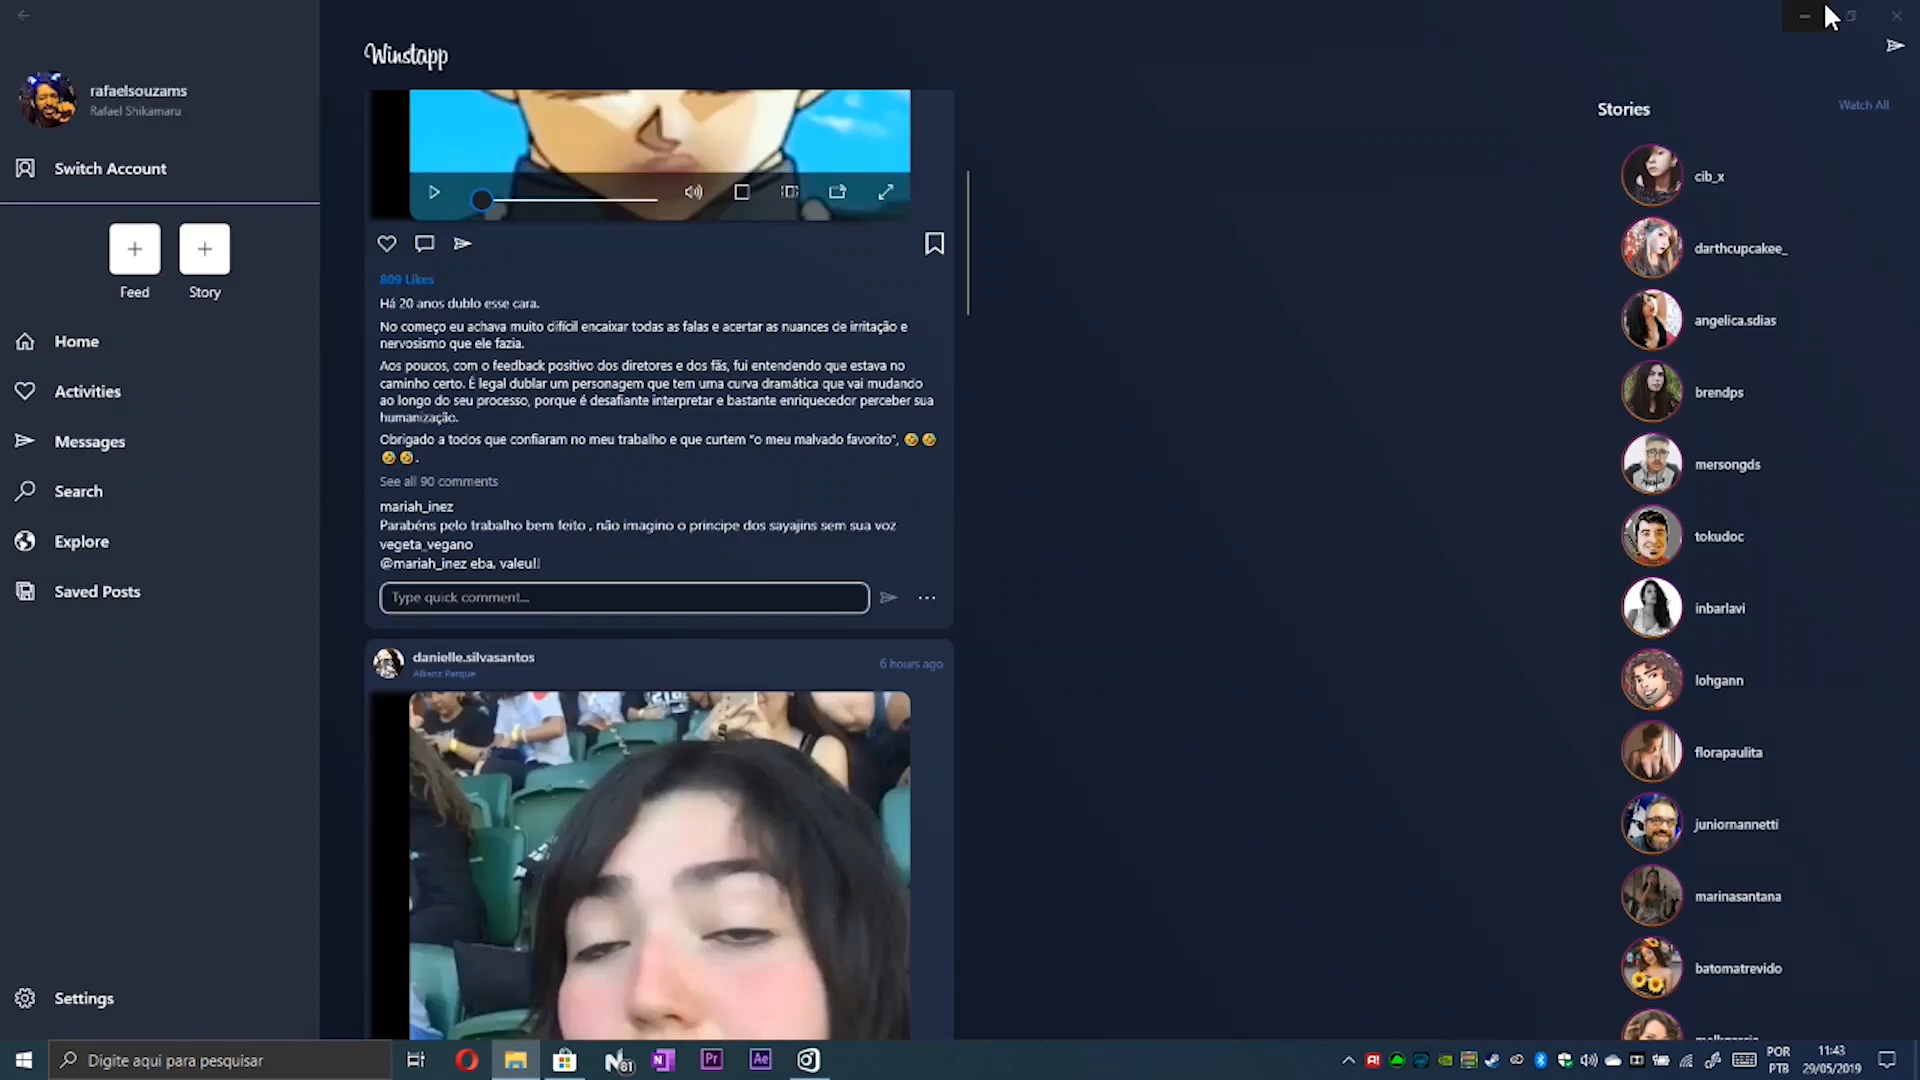 Winstapp
rafaelsouzams
Rafael Shikamaru
Switch Account
Feed
Story
Home
Activities
Messages
Search
Explore
Saved Posts
Settings
809 Likes
Há 20 anos dublo esse cara.
No começo eu achava muito difícil encaixar todas as falas e acertar as nuances de irritação e
nervosismo que ele fazia.
Aos poucos, com o feedback positivo dos diretores e dos fãs, fui entendendo que estava no
caminho certo. É legal dublar um personagem que tem uma curva dramática que vai mudando
ao longo do seu processo, porque é desafiante interpretar e bastante enriquecedor perceber sua
humanização.
Obrigado a todos que confiaram no meu trabalho e que curtem "o meu malvado favorito", 🤣🤣
🤣🤣.
See all 90 comments
mariah_inez
Parabéns pelo trabalho bem feito , não imagino o principe dos sayajins sem sua voz
vegeta_vegano
@mariah_inez eba, valeu!!
Type quick comment...
danielle.silvasantos
Allianz Parque
6 hours ago
Stories
Watch All
cib_x
darthcupcakee_
angelica.sdias
brendps
mersongds
tokudoc
inbarlavi
lohgann
florapaulita
juniornannetti
marinasantana
batomatrevido
Digite aqui para pesquisar
N81
Pr
Ae
POR
PTB
11:43
29/05/2019